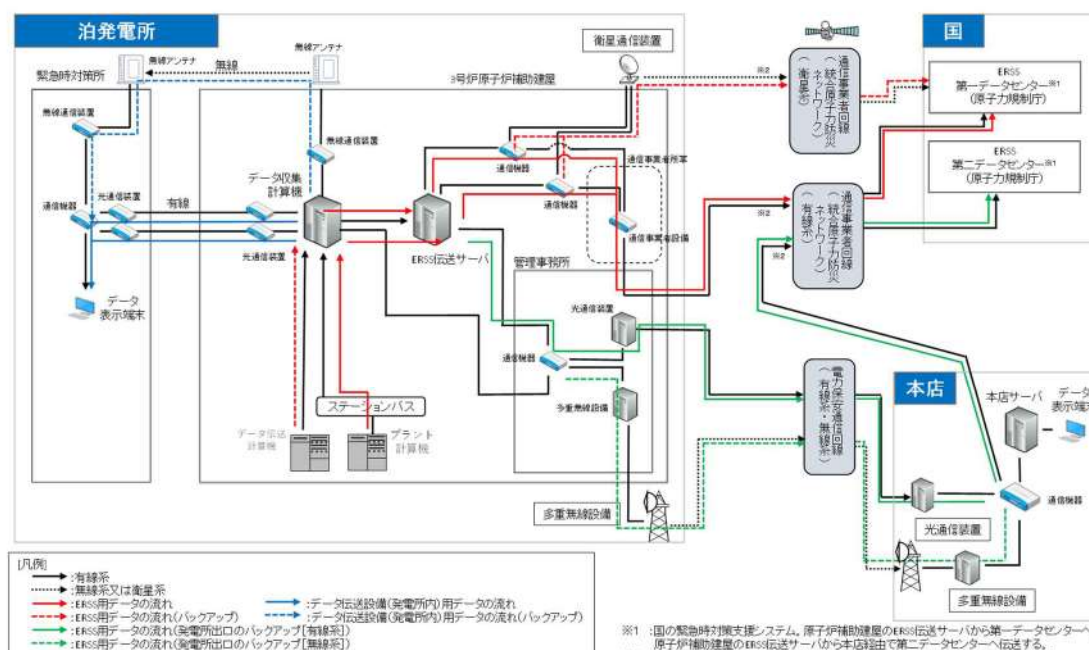 泊発電所
緊急時対策所
無線アンテナ
無線
無線アンテナ
3号炉原子炉補助建屋
衛星通信装置
無線通信装置
無線通信装置
データ収集
計算機
通信機器
光通信装置
有線
光通信装置
ERSS伝送サーバ
通信機器
通信機器
通信事業者所掌
通信事業者設備
データ
表示端末
管理事務所
光通信装置
通信機器
多重無線設備
ステーションバス
データ伝送
計算機
プラント
計算機
多重無線設備
※2
通信事業者回線
(統合原子力防災
ネットワーク)
(衛星系)
※2
通信事業者回線
(統合原子力防災
ネットワーク)
(有線系)
※2
電力保安通信回線
(有線系・無線系)
国
ERSS
第一データセンター※1
(原子力規制庁)
ERSS
第二データセンター※1
(原子力規制庁)
本店
本店サーバ
データ
表示端末
通信機器
光通信装置
多重無線設備
[凡例]
:有線系
:無線系又は衛星系
:ERSS用データの流れ
:ERSS用データの流れ(バックアップ)
:ERSS用データの流れ(発電所出口のバックアップ[有線系])
:ERSS用データの流れ(発電所出口のバックアップ[無線系])
:データ伝送設備(発電所内)用データの流れ
:データ伝送設備(発電所内)用データの流れ(バックアップ)
※1 :国の緊急時対策支援システム。原子炉補助建屋のERSS伝送サーバから第一データセンターへ
原子炉補助建屋のERSS伝送サーバから本店経由で第二データセンターへ伝送する。